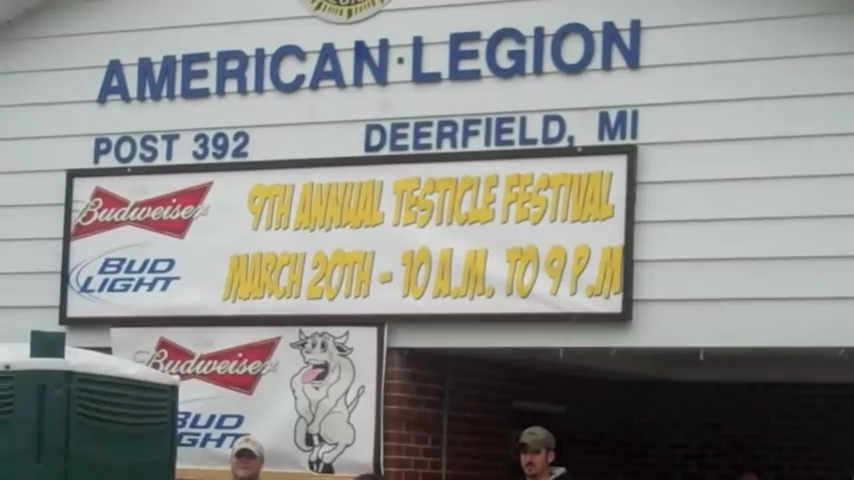 AMERICAN·LEGION
POST 392 DEERFIELD, MI
Budweiser
BUD LIGHT
9TH ANNUAL TESTICLE FESTIVAL
MARCH 20TH - 10 A.M. TO 9 P.M
Budweiser
BUD
LIGHT